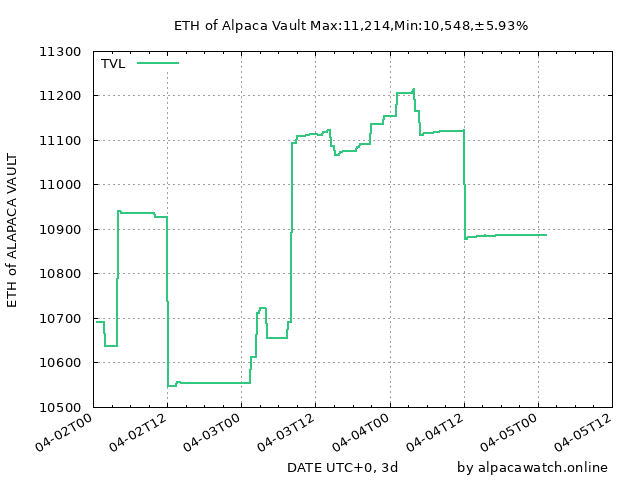 ETH of Alpaca Vault Max:11,214,Min:10,548,±5.93%
TVL
11300
11200
11100
11000
10900
10800
10700
10600
10500
ETH of ALAPACA VAULT
04-02T00
04-02T12
04-03T00
04-03T12
04-04T00
04-04T12
04-05T00
04-05T12
DATE UTC+0, 3d
by alpacawatch.online